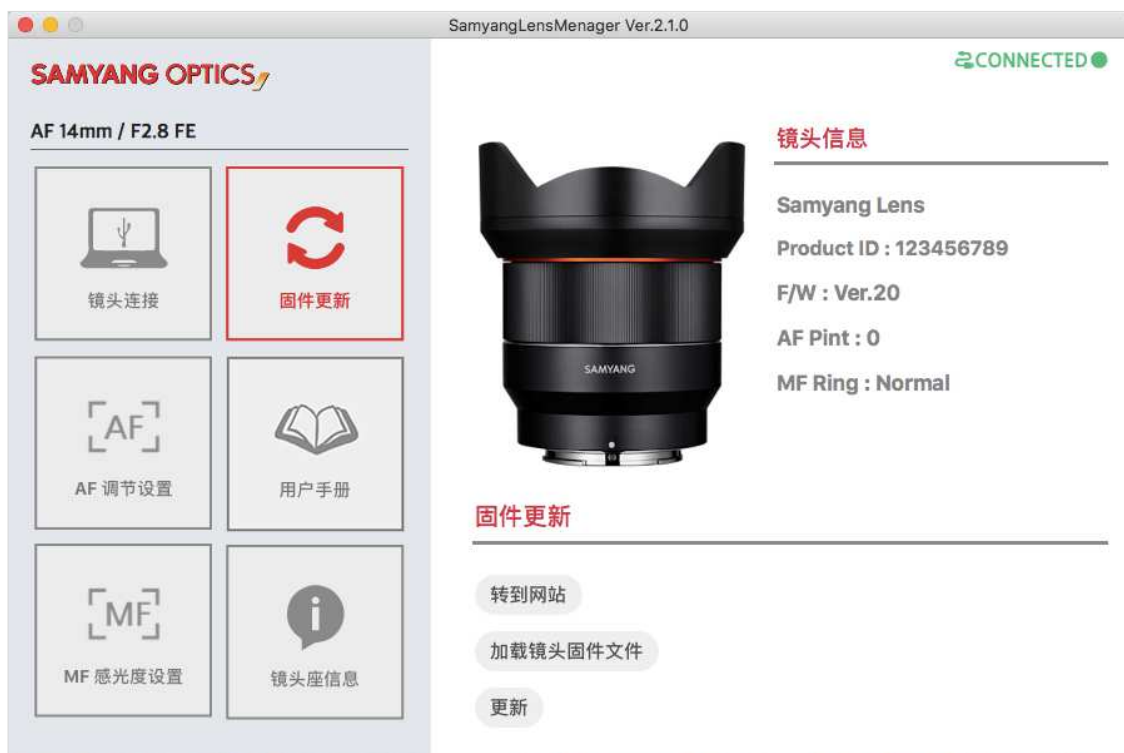 SamyangLensMenager Ver.2.1.0
SAMYANG OPTICS
CONNECTED
AF 14mm / F2.8 FE
镜头连接
固件更新
AF 调节设置
用户手册
MF 感光度设置
镜头座信息
SAMYANG
镜头信息
Samyang Lens
Product ID : 123456789
F/W : Ver.20
AF Pint : 0
MF Ring : Normal
固件更新
转到网站
加载镜头固件文件
更新